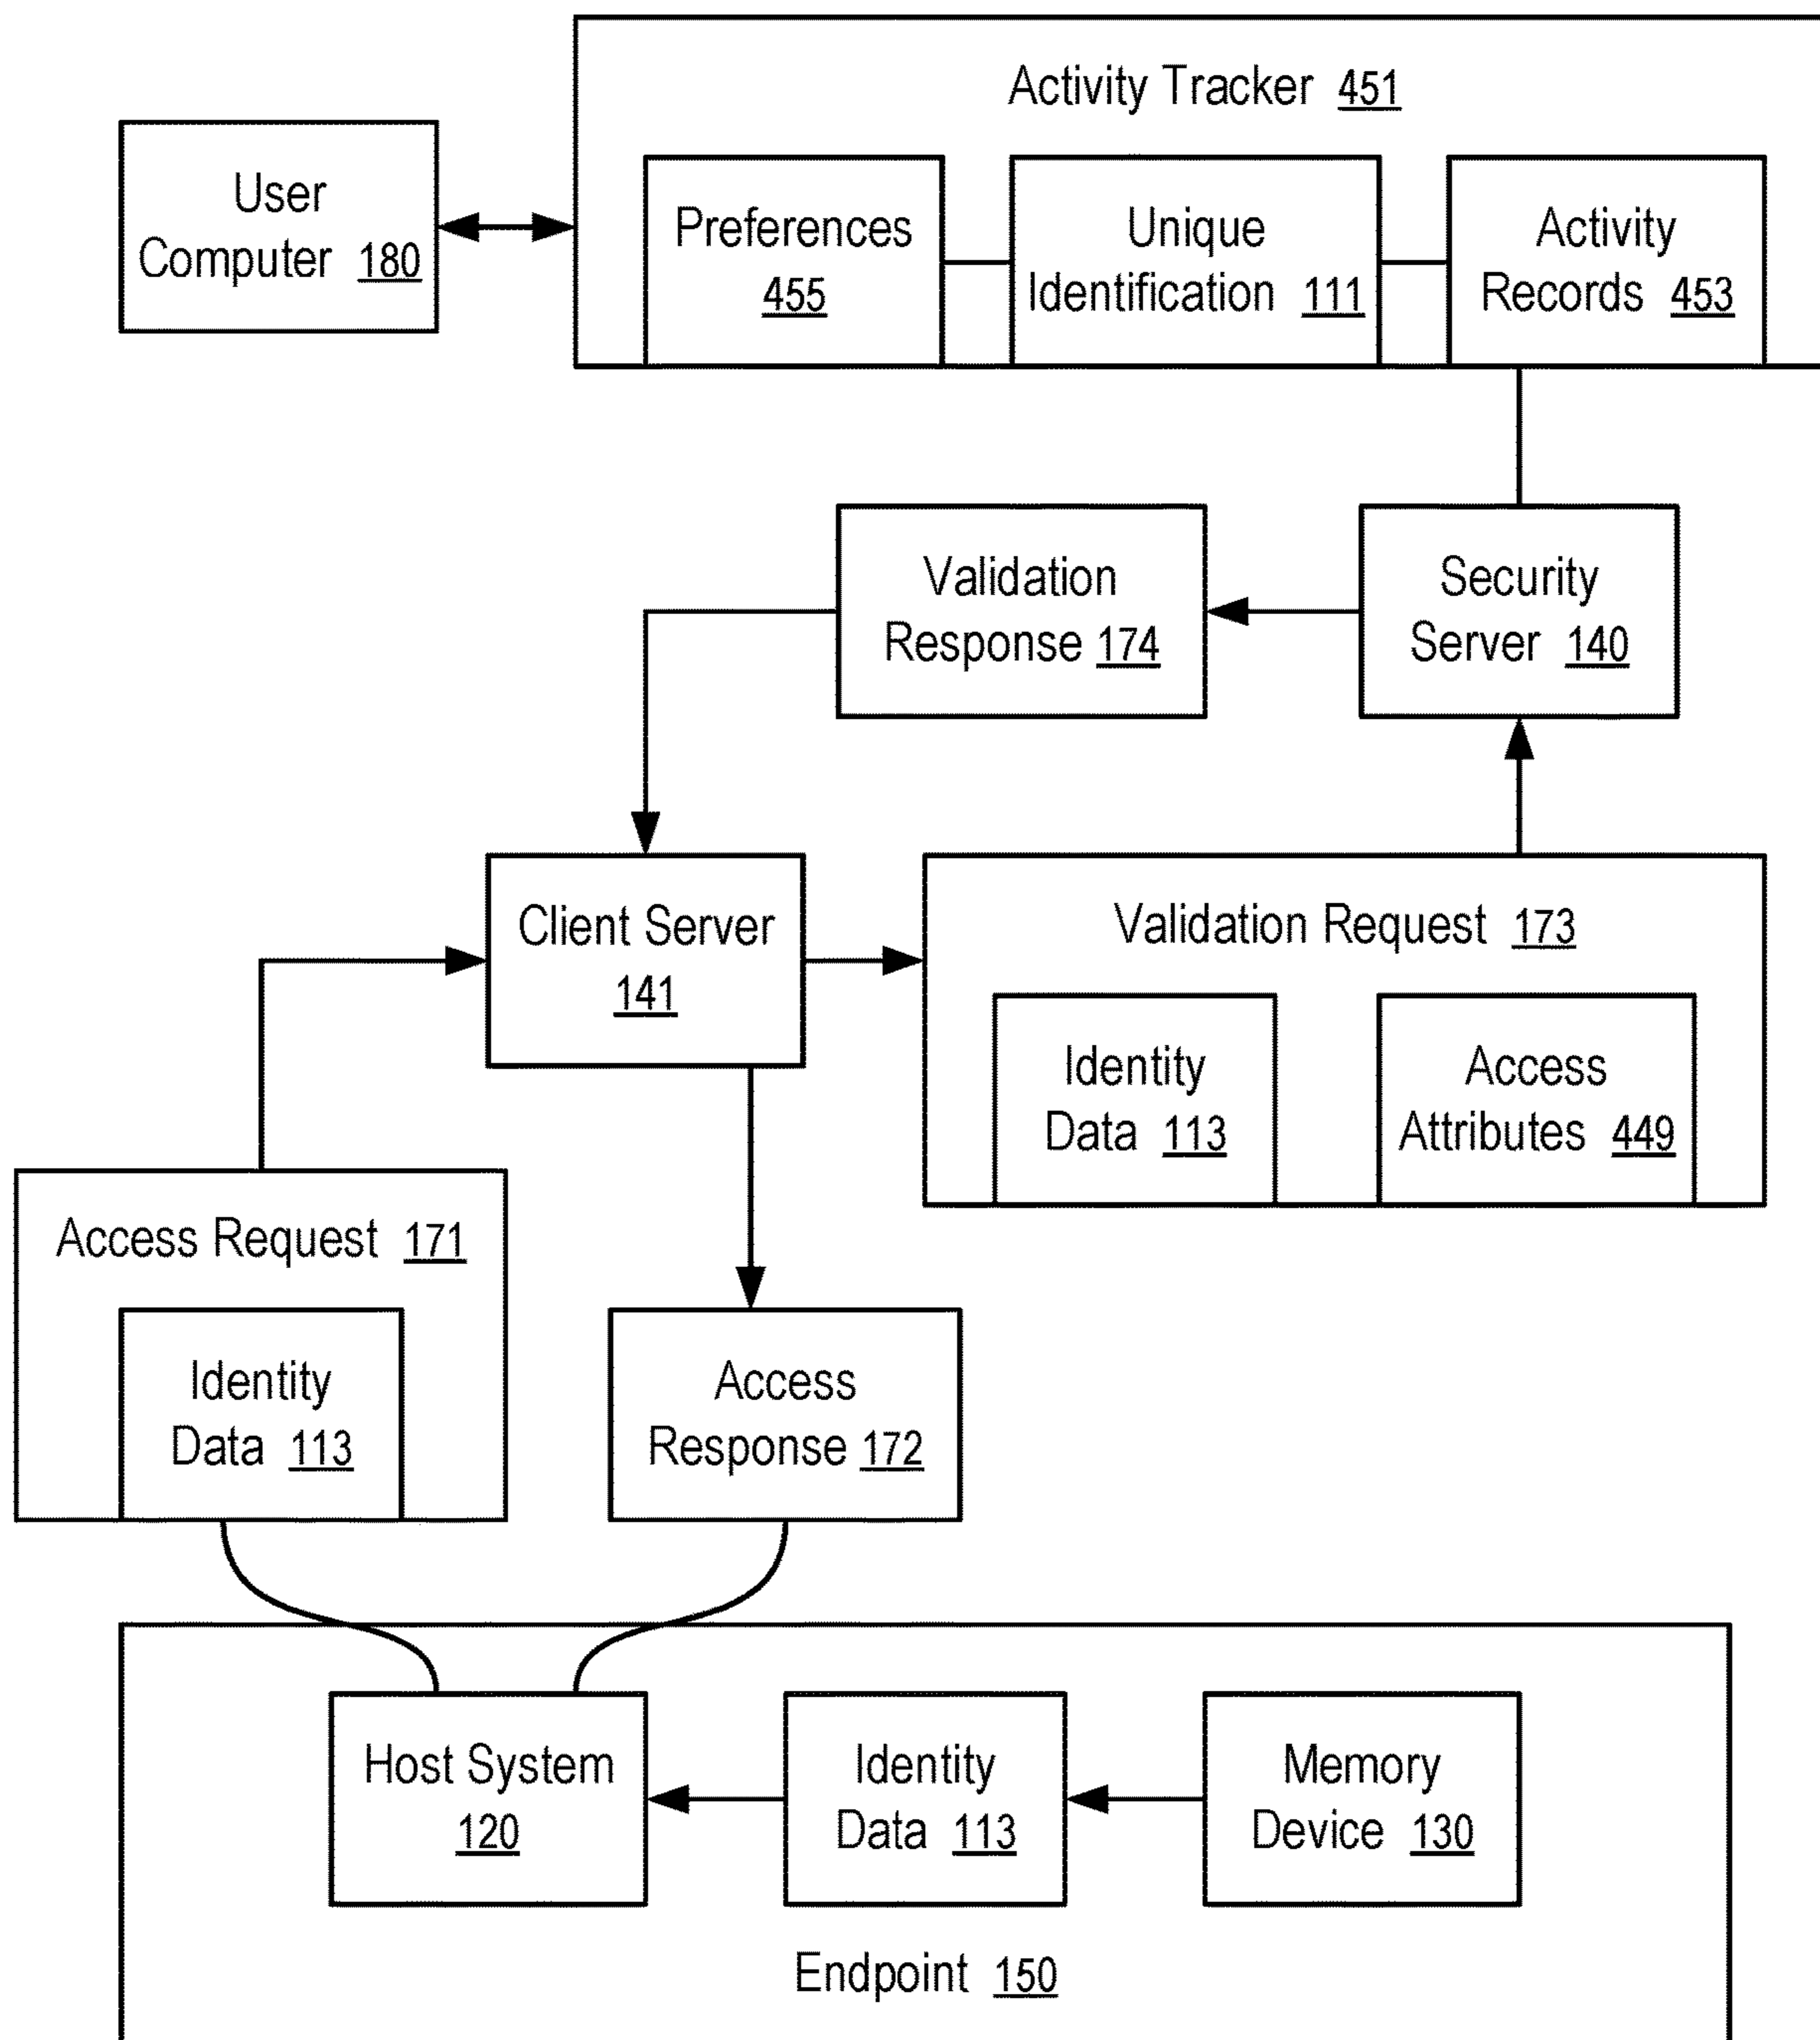 Activity Tracker 451
User
Computer 180
Preferences
455
Unique
Identification 111
Activity
Records 453
Validation
Response 174
Security
Server 140
Client Server
141
Validation Request 173
Identity
Data 113
Access
Attributes 449
Access Request 171
Identity
Data 113
Access
Response 172
Host System
120
Identity
Data 113
Memory
Device 130
Endpoint 150